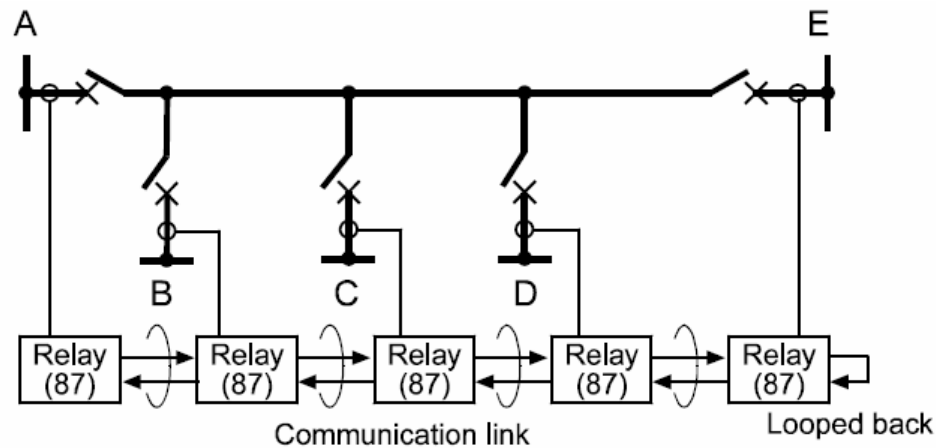 A E
B C D
Relay (87) Relay (87) Relay (87) Relay (87) Relay (87)
Looped back
Communication link